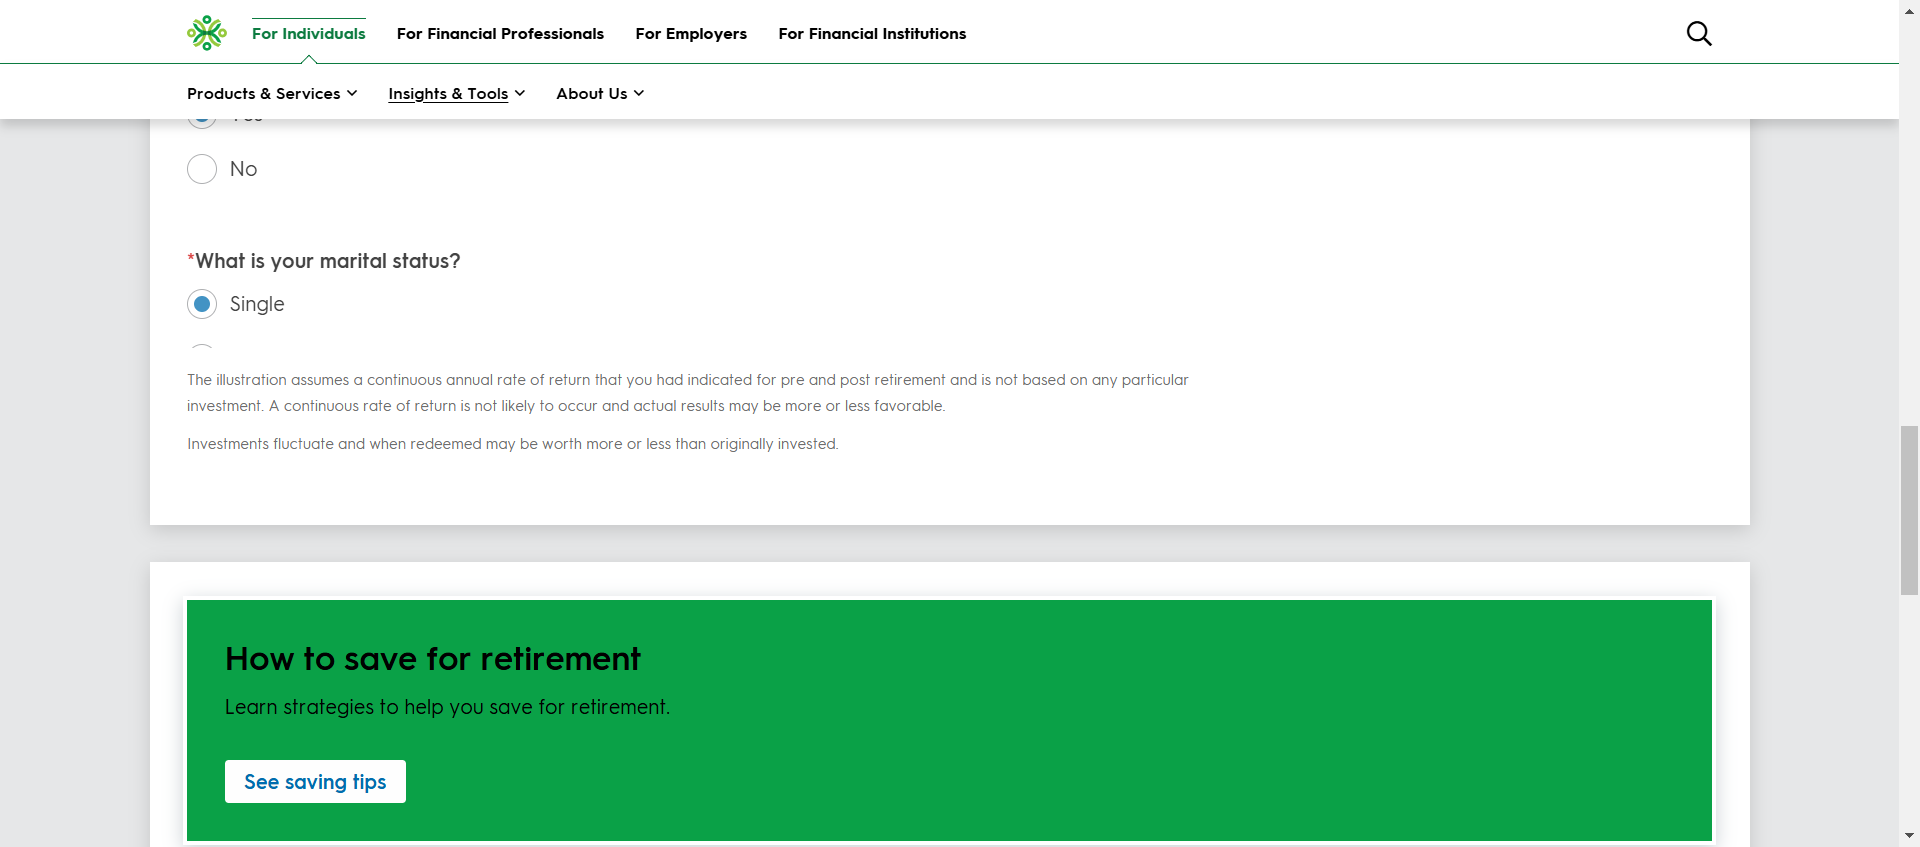 For Individuals For Financial Professionals For Employers For Financial Institutions
Products & Services Insights & Tools About Us
No
*What is your marital status?
Single
The illustration assumes a continuous annual rate of return that you had indicated for pre and post retirement and is not based on any particular
investment. A continuous rate of return is not likely to occur and actual results may be more or less favorable.
Investments fluctuate and when redeemed may be worth more or less than originally invested.
How to save for retirement
Learn strategies to help you save for retirement.
See saving tips